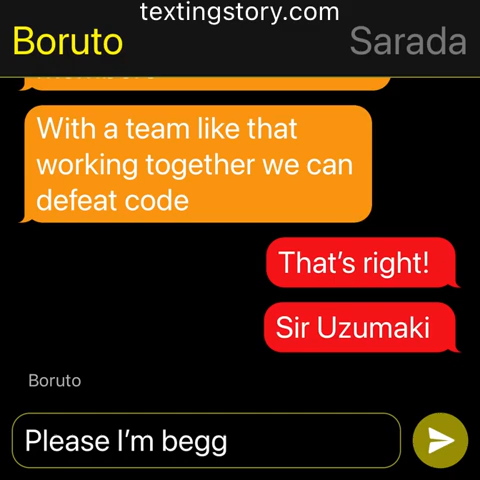 textingstory.com
Boruto Sarada
With a team like that
working together we can
defeat code
That's right!
Sir Uzumaki
Boruto
Please I'm begg